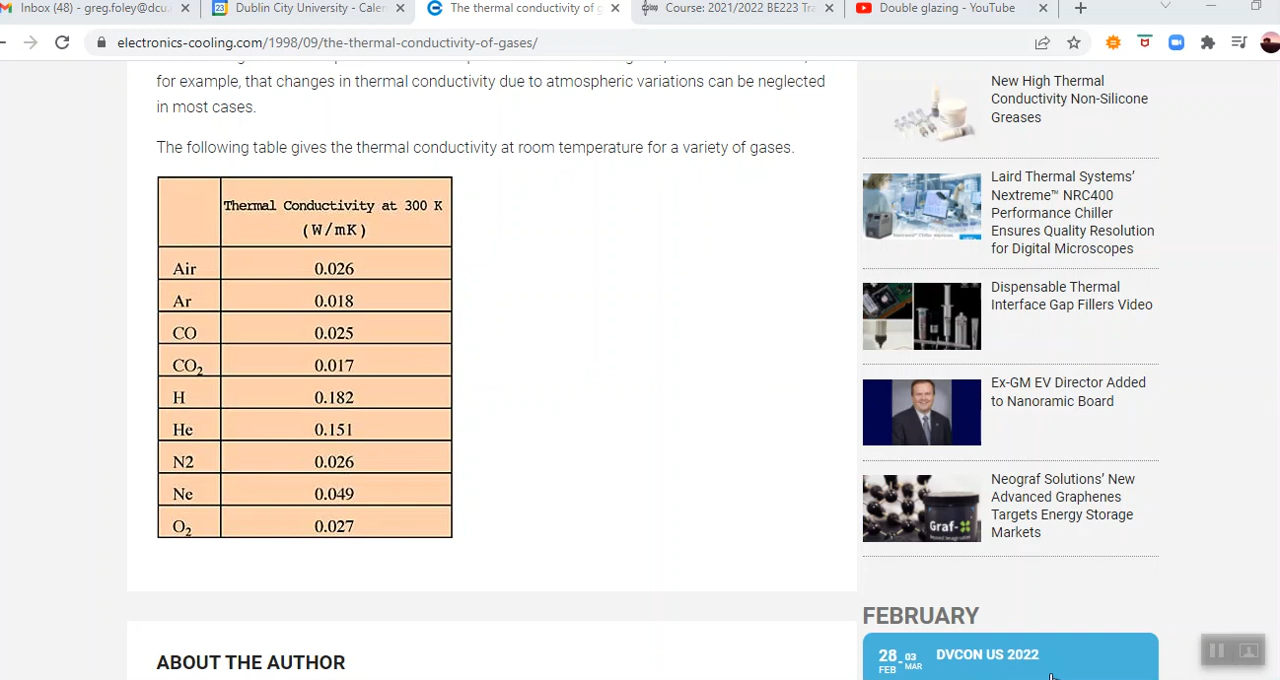 Inbox (48) - greg.foley@dcu.
Dublin City University - Calen
The thermal conductivity of g
Course: 2021/2022 BE223 Tra
Double glazing - YouTube
electronics-cooling.com/1998/09/the-thermal-conductivity-of-gases/
for example, that changes in thermal conductivity due to atmospheric variations can be neglected
in most cases.
The following table gives the thermal conductivity at room temperature for a variety of gases.
Thermal Conductivity at 300 K
(W/mK)
Air 0.026
Ar 0.018
CO 0.025
CO₂ 0.017
H 0.182
He 0.151
N2 0.026
Ne 0.049
O₂ 0.027
ABOUT THE AUTHOR
New High Thermal
Conductivity Non-Silicone
Greases
Laird Thermal Systems’
Nextreme™ NRC400
Performance Chiller
Ensures Quality Resolution
for Digital Microscopes
Dispensable Thermal
Interface Gap Fillers Video
Ex-GM EV Director Added
to Nanoramic Board
Neograf Solutions’ New
Advanced Graphenes
Targets Energy Storage
Markets
Graf-X
FEBRUARY
28 - 03 DVCON US 2022
FEB MAR